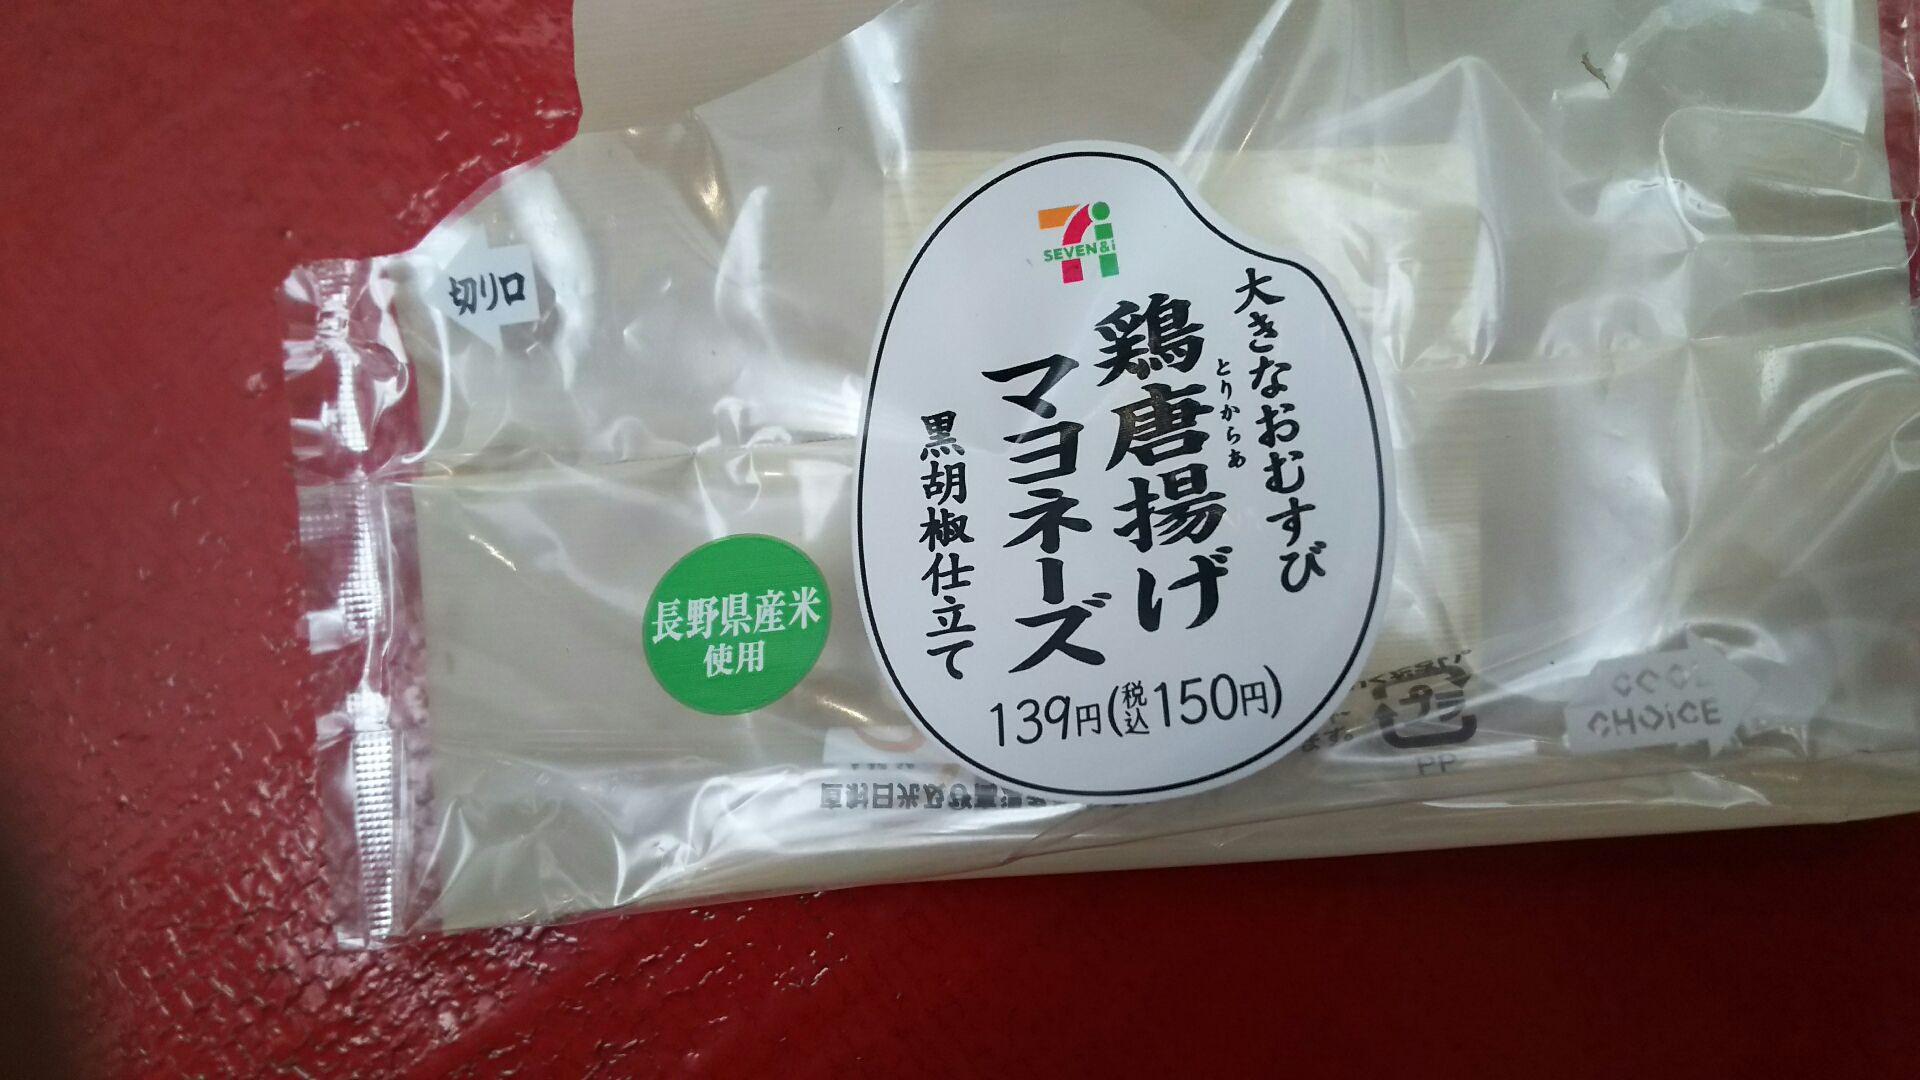 切り口
SEVEN&i
大きなおむすび
とりからあ
鶏唐揚げ
マヨネーズ
黒胡椒仕立て
139円(税込150円)
長野県産米
使用
プラ
PP
COOL
CHOiCE